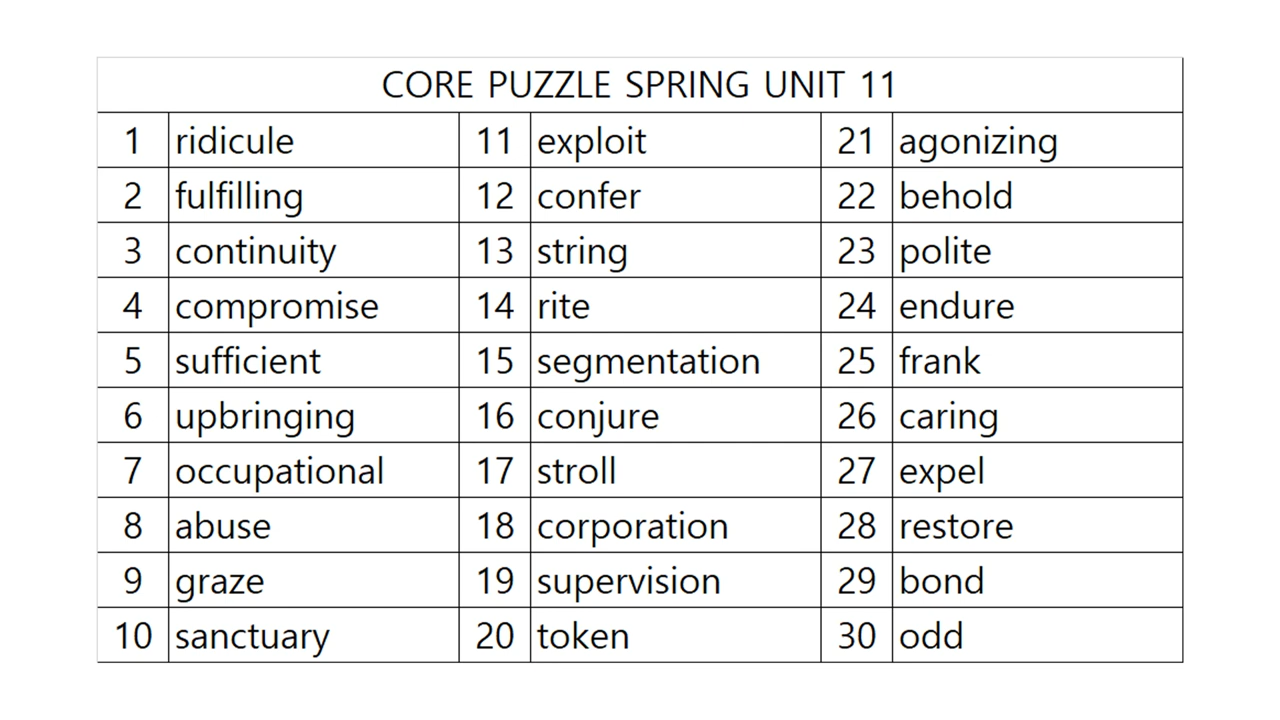 CORE PUZZLE SPRING UNIT 11
1 ridicule 11 exploit 21 agonizing
2 fulfilling 12 confer 22 behold
3 continuity 13 string 23 polite
4 compromise 14 rite 24 endure
5 sufficient 15 segmentation 25 frank
6 upbringing 16 conjure 26 caring
7 occupational 17 stroll 27 expel
8 abuse 18 corporation 28 restore
9 graze 19 supervision 29 bond
10 sanctuary 20 token 30 odd